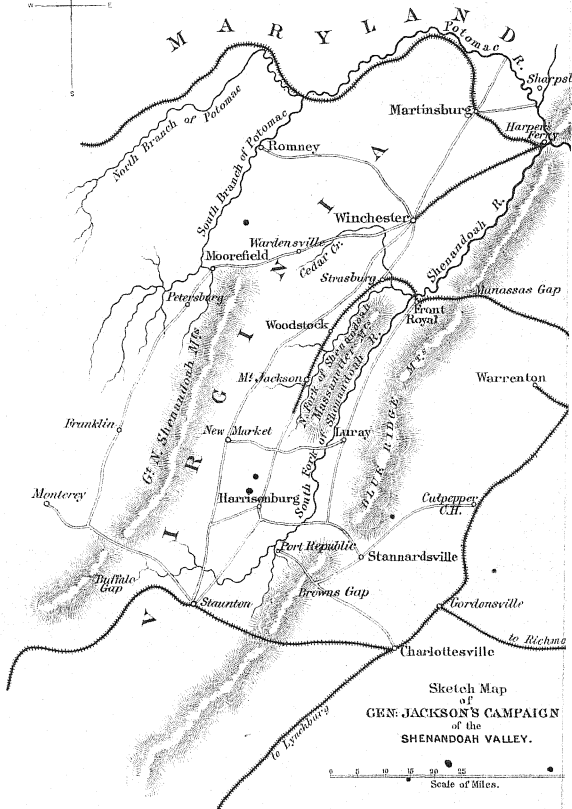 W E
S
MARYLAND
Potomac R.
Sharpsb
Martinsburg
Harpers
Ferry
North Branch of Potomac
South Branch of Potomac
Romney
Winchester
Shenandoah R.
Wardensville
Cedar Cr.
Moorefield
Strasburg
Manassas Gap
Petersburg
Front
Royal
Woodstock
N. Fork of Shenandoah
Massanutten Mts.
South Fork of Shenandoah R.
Mt. Jackson
Gt. N. Shenandoah Mts
VIRGINIA
Warrenton
BLUE RIDGE MTS
Franklin
New Market
Luray
Monterey
Harrisonburg
Culpepper
C.H.
Port Republic
Stannardsville
Buffalo
Gap
Browns Gap
Staunton
Gordonsville
to Richmo
Charlottesville
to Lynchburg
Sketch Map
of
GEN: JACKSON'S CAMPAIGN
of the
SHENANDOAH VALLEY.
5 10 15 20 25
Scale of Miles.